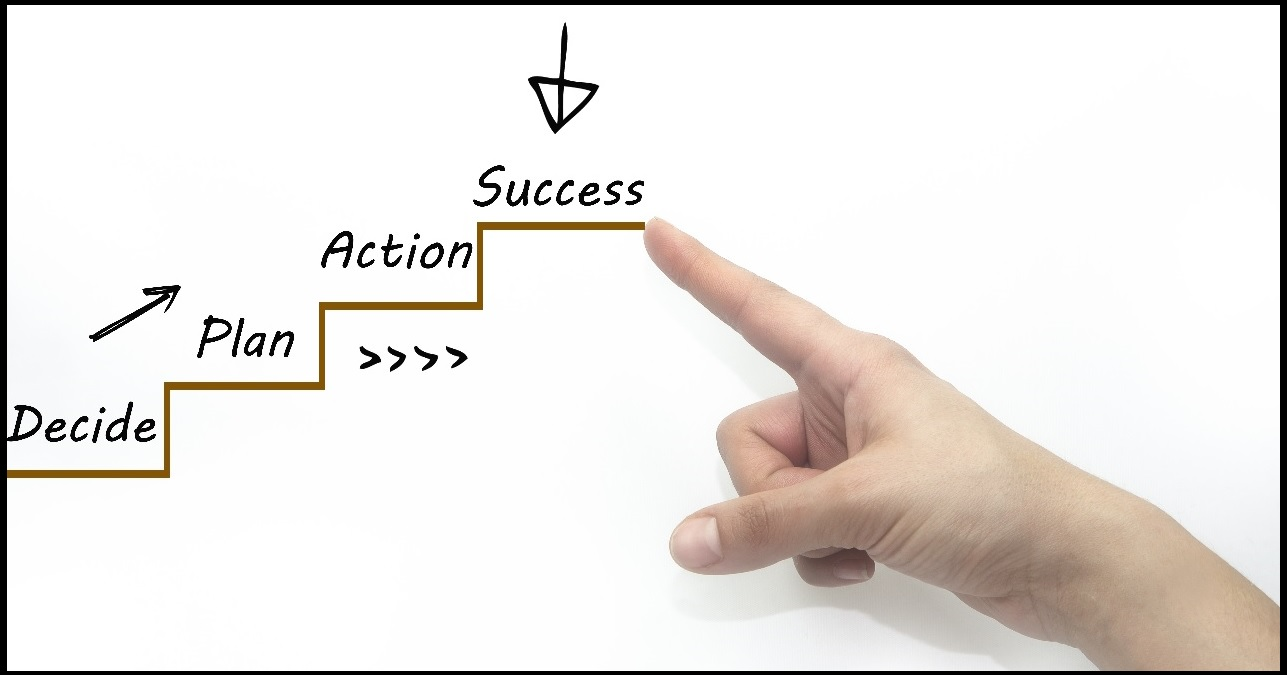 Success
Action
Plan
>>>>
Decide